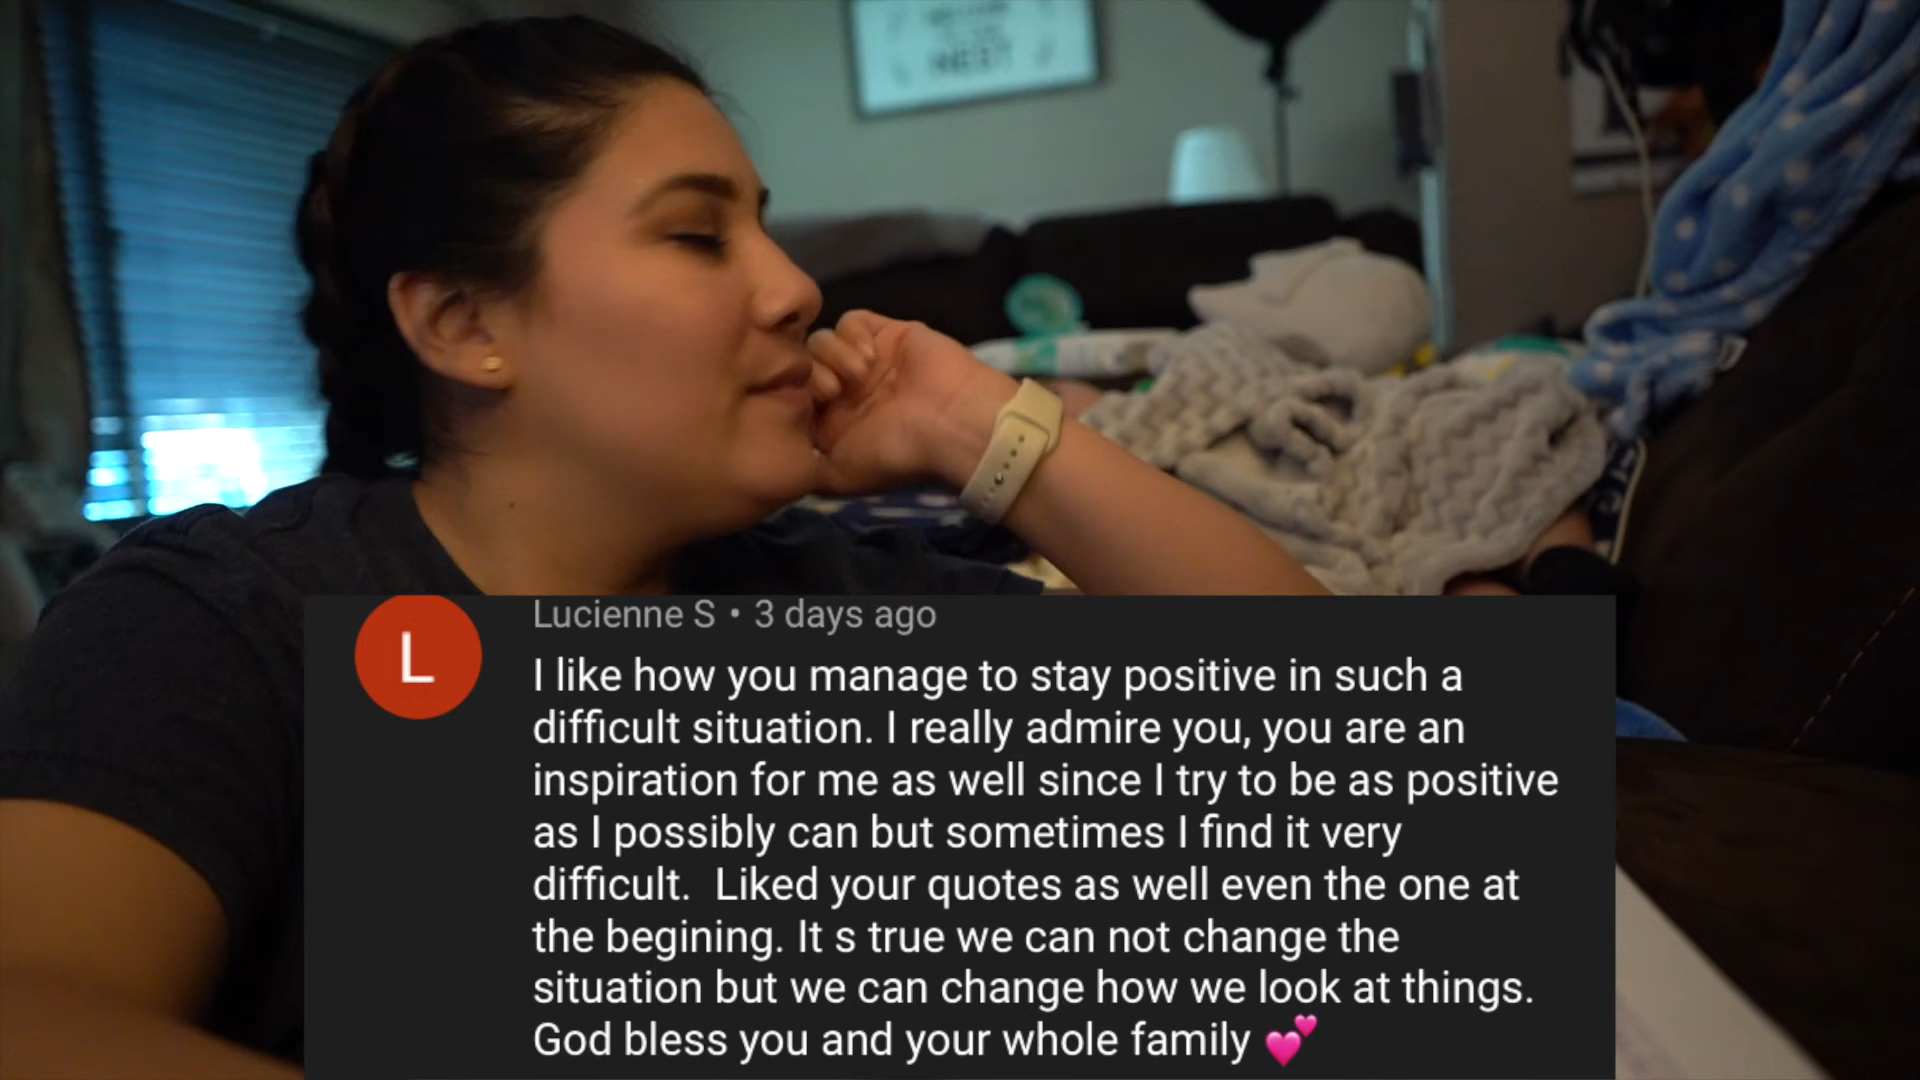 NEST
Lucienne S • 3 days ago
L
I like how you manage to stay positive in such a
difficult situation. I really admire you, you are an
inspiration for me as well since I try to be as positive
as I possibly can but sometimes I find it very
difficult.  Liked your quotes as well even the one at
the begining. It s true we can not change the
situation but we can change how we look at things.
God bless you and your whole family 💕